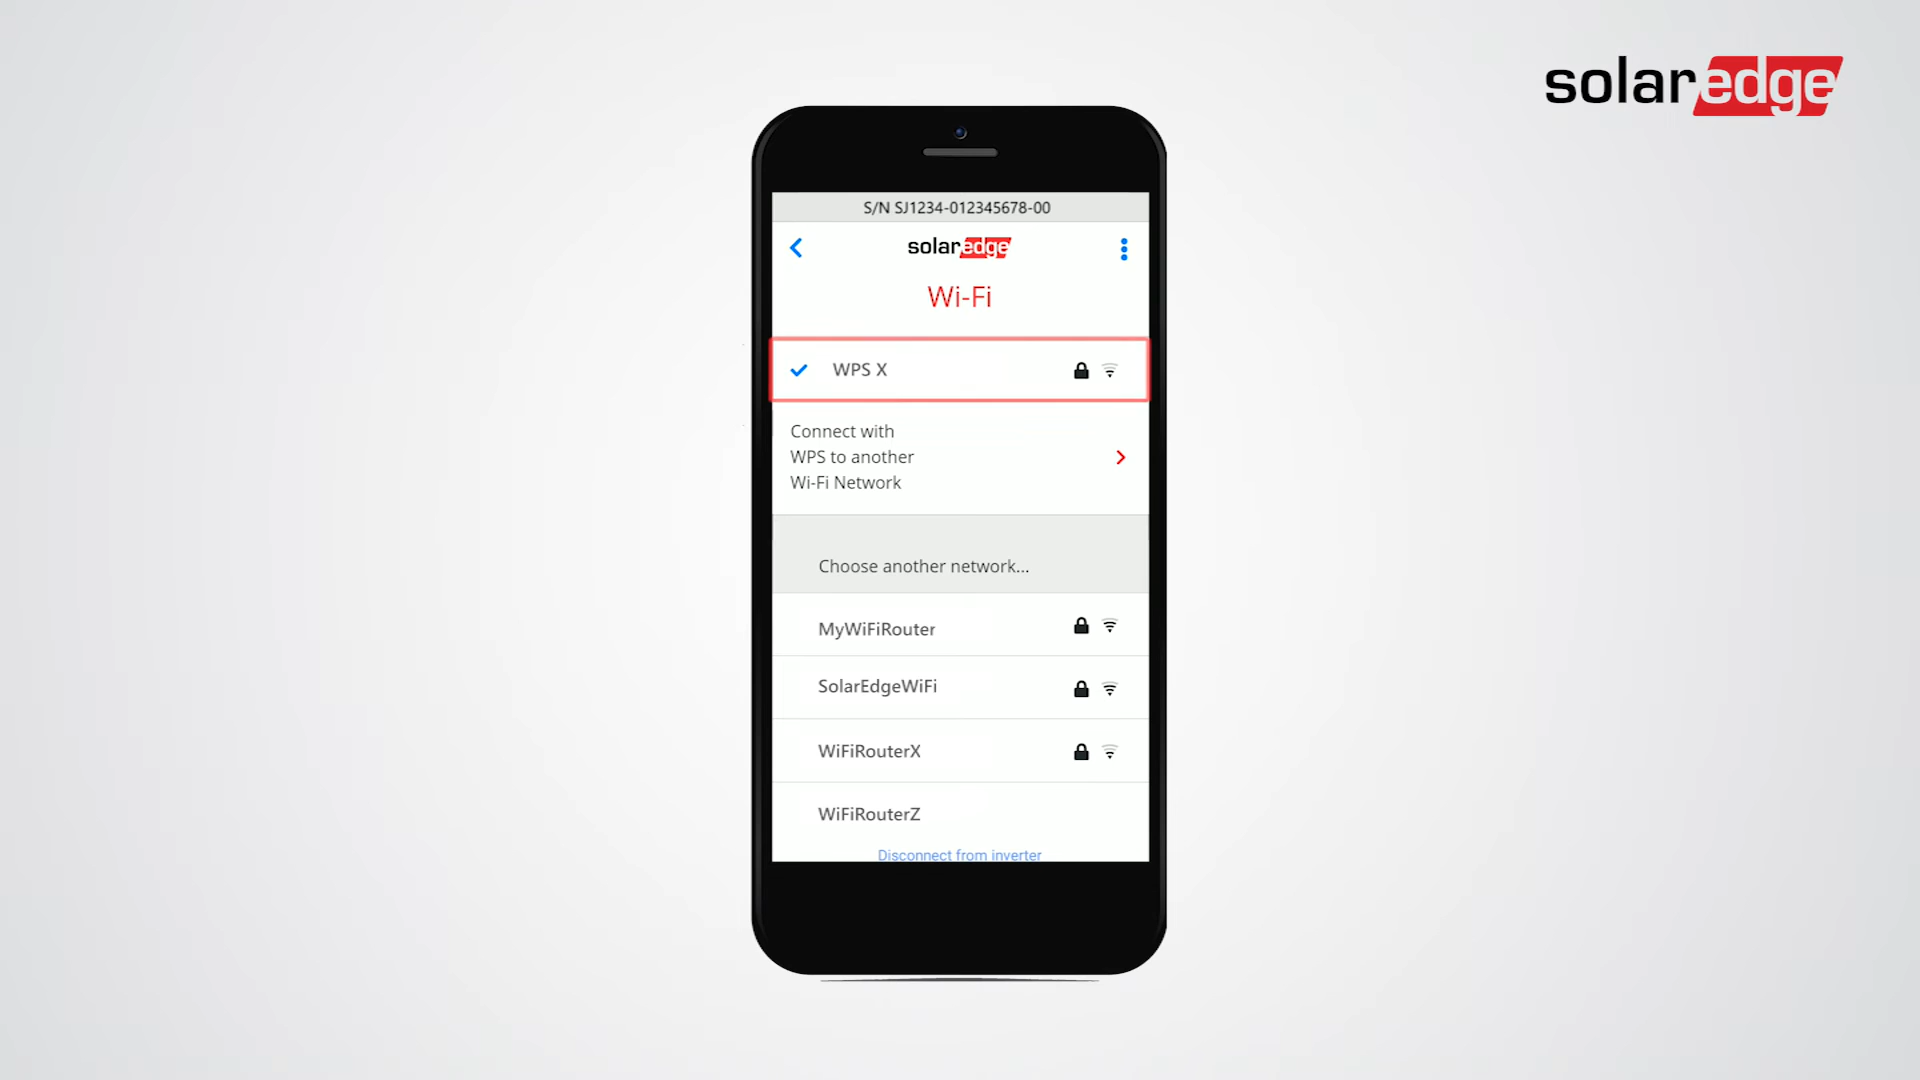 solaredge
S/N SJ1234-012345678-00
solaredge
Wi-Fi
WPS X
Connect with
WPS to another
Wi-Fi Network
Choose another network...
MyWiFiRouter
SolarEdgeWiFi
WiFiRouterX
WiFiRouterZ
Disconnect from inverter